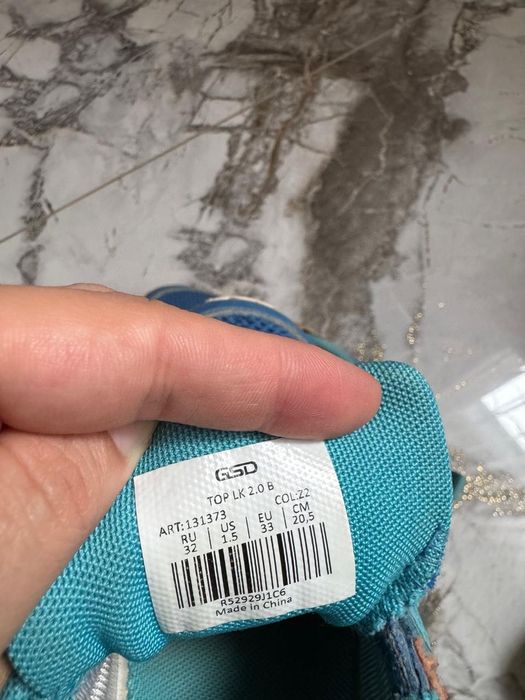 GSD
TOP LK 2.0 B
ART:131373 COL:22
RU US EU CM
32 1.5 33 20,5
R52929J1C6
Made in China